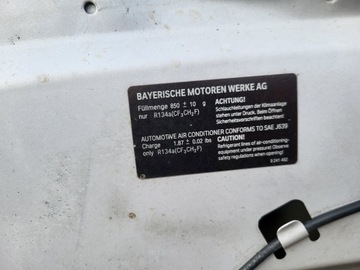 BAYERISCHE MOTOREN WERKE AG
Füllmenge 850 ± 10 g
nur R134a(CF3CH2F)
ACHTUNG!
Schlauchleitungen der Klimaanlage
stehen unter Druck. Beim Öffnen
Sicherheitsvorschriften beachten!
AUTOMOTIVE AIR CONDITIONER CONFORMS TO SAE J639
Charge 1.87 ± 0.02 lbs
only R134a(CF3CH2F)
CAUTION!
Refrigerant lines of air-conditioning-
equipment under pressure! Observe
safety regulations when opening!